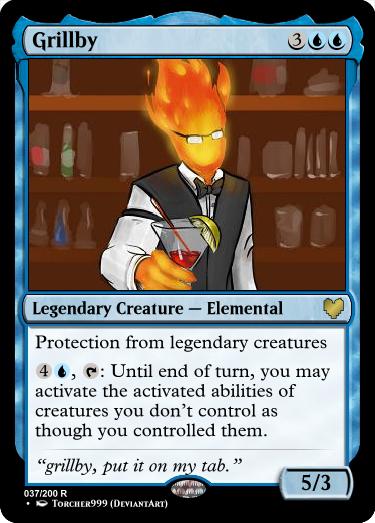 Grillby 3
Legendary Creature — Elemental
Protection from legendary creatures
4 , : Until end of turn, you may
activate the activated abilities of
creatures you don't control as
though you controlled them.
"grillby, put it on my tab."
5/3
037/200 R
• Torcher999 (DeviantArt)